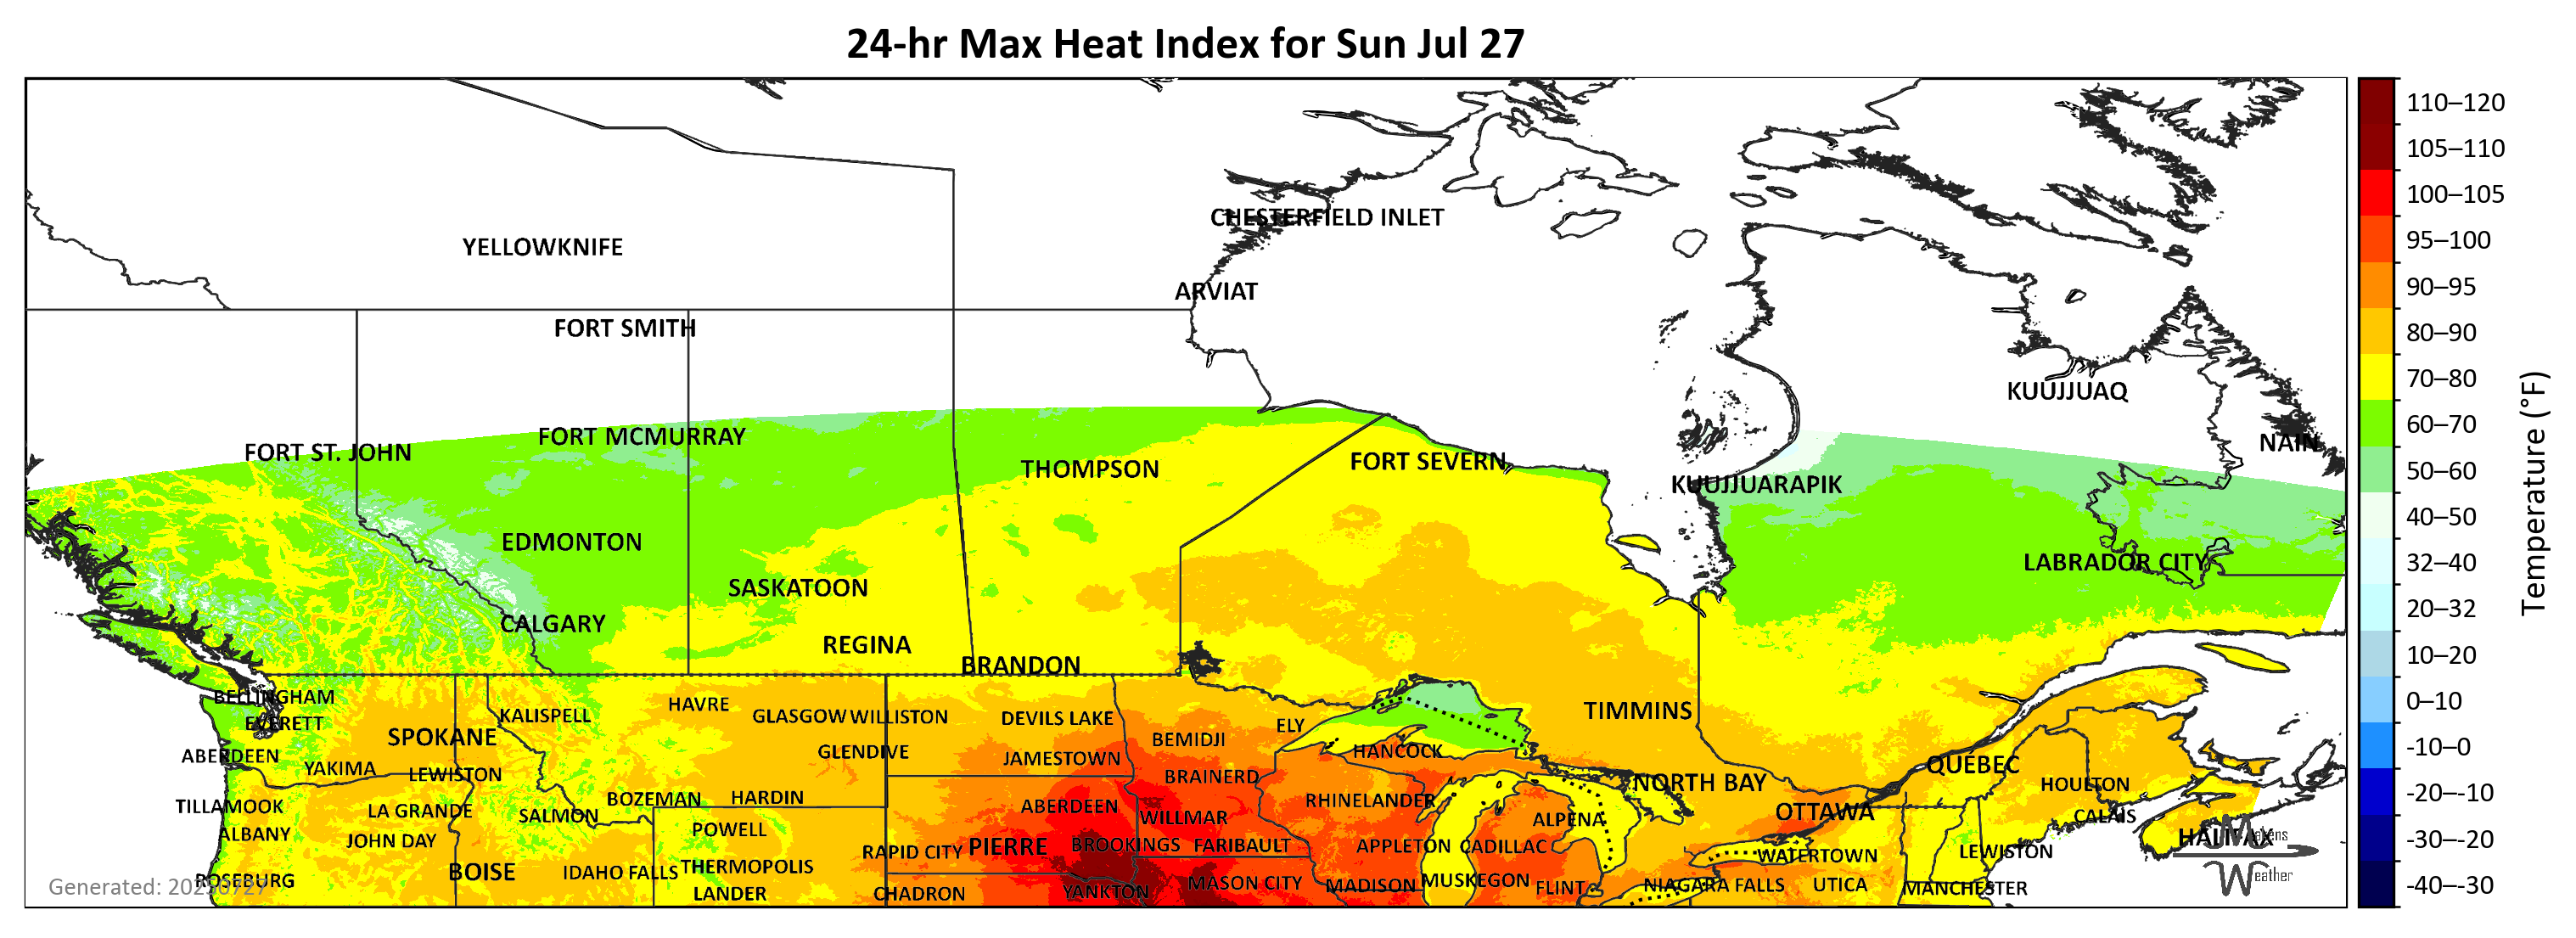 24-hr Max Heat Index for Sun Jul 27
CHESTERFIELD INLET
YELLOWKNIFE
ARVIAT
FORT SMITH
KUUJJUAQ
FORT MCMURRAY
NAIN
FORT ST. JOHN
FORT SEVERN
THOMPSON
KUUJJUARAPIK
EDMONTON
LABRADOR CITY
SASKATOON
CALGARY
REGINA
BRANDON
BELLINGHAM
HAVRE
KALISPELL
GLASGOW WILLISTON
DEVILS LAKE
TIMMINS
EVERETT
ELY
SPOKANE
BEMIDJI
GLENDIVE
HANCOCK
ABERDEEN
JAMESTOWN
QUEBEC
YAKIMA
LEWISTON
BRAINERD
NORTH BAY
HOULTON
BOZEMAN
HARDIN
RHINELANDER
TILLAMOOK
LA GRANDE
SALMON
ABERDEEN
WILLMAR
OTTAWA
CALAIS
ALPENA
ALBANY
POWELL
JOHN DAY
HALIFAX
Makens
Weather
RAPID CITY
PIERRE
BROOKINGS
FARIBAULT
APPLETON
CADILLAC
WATERTOWN
LEWISTON
BOISE
IDAHO FALLS
THERMOPOLIS
ROSEBURG
MASON CITY
MADISON
MUSKEGON
FLINT
NIAGARA FALLS
UTICA
MANCHESTER
LANDER
CHADRON
YANKTON
Generated: 20250727
110–120
105–110
100–105
95–100
90–95
80–90
70–80
60–70
50–60
40–50
32–40
20–32
10–20
0–10
-10–0
-20–-10
-30–-20
-40–-30
Temperature (°F)